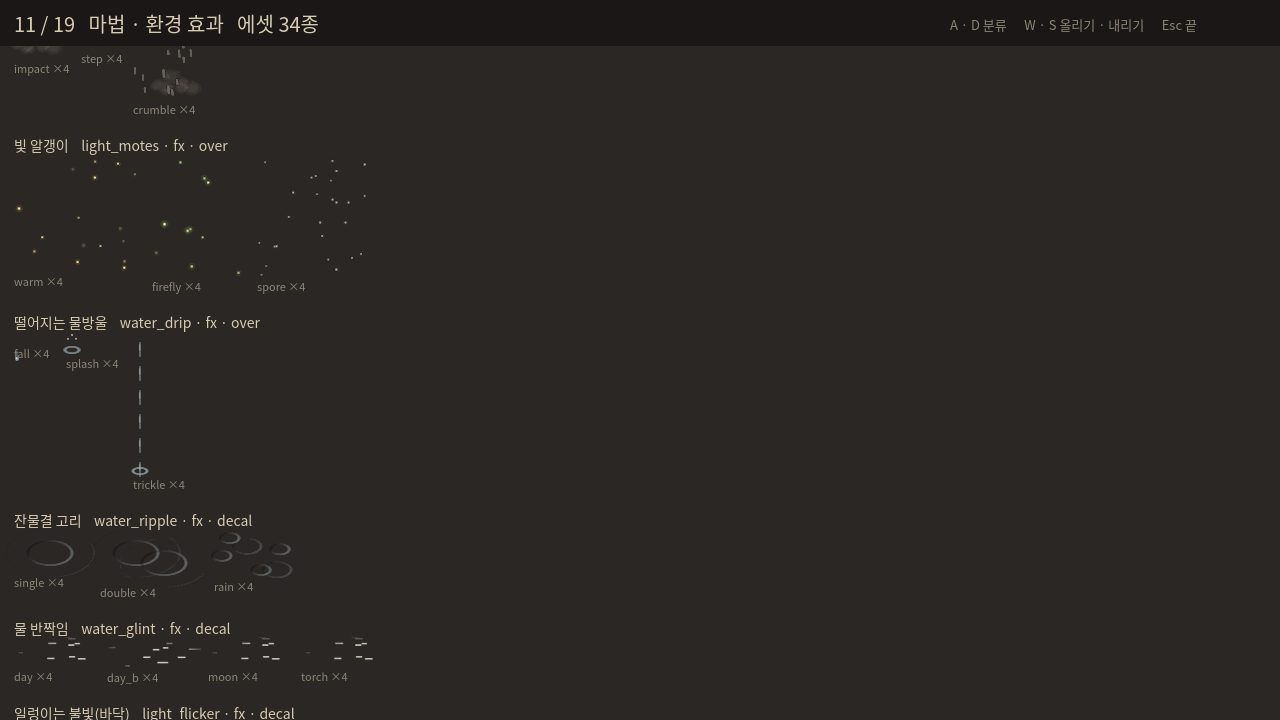 11 / 19 마법 · 환경 효과 에셋 34종 A · D 분류 W · S 올리기 · 내리기 Esc 끝
impact ×4 step ×4
crumble ×4
빛 알갱이 light_motes · fx · over
warm ×4 firefly ×4 spore ×4
떨어지는 물방울 water_drip · fx · over
fall ×4 splash ×4
trickle ×4
잔물결 고리 water_ripple · fx · decal
single ×4 double ×4 rain ×4
물 반짝임 water_glint · fx · decal
day ×4 day_b ×4 moon ×4 torch ×4
일렁이는 불빛(바닥) light_flicker · fx · decal